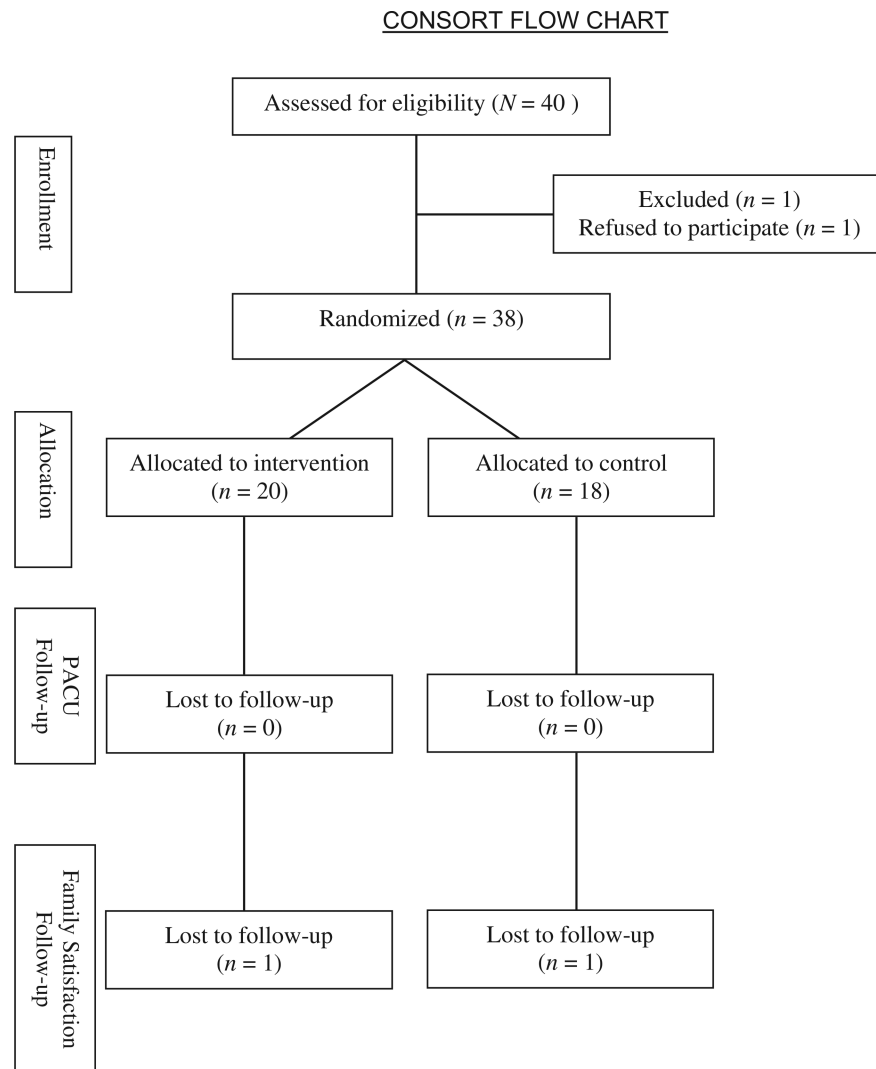 CONSORT FLOW CHART
Assessed for eligibility (N = 40 )
Enrollment
Excluded (n = 1)
Refused to participate (n = 1)
Randomized (n = 38)
Allocation
Allocated to intervention
(n = 20)
Allocated to control
(n = 18)
PACU
Follow-up
Lost to follow-up
(n = 0)
Lost to follow-up
(n = 0)
Family Satisfaction
Follow-up
Lost to follow-up
(n = 1)
Lost to follow-up
(n = 1)